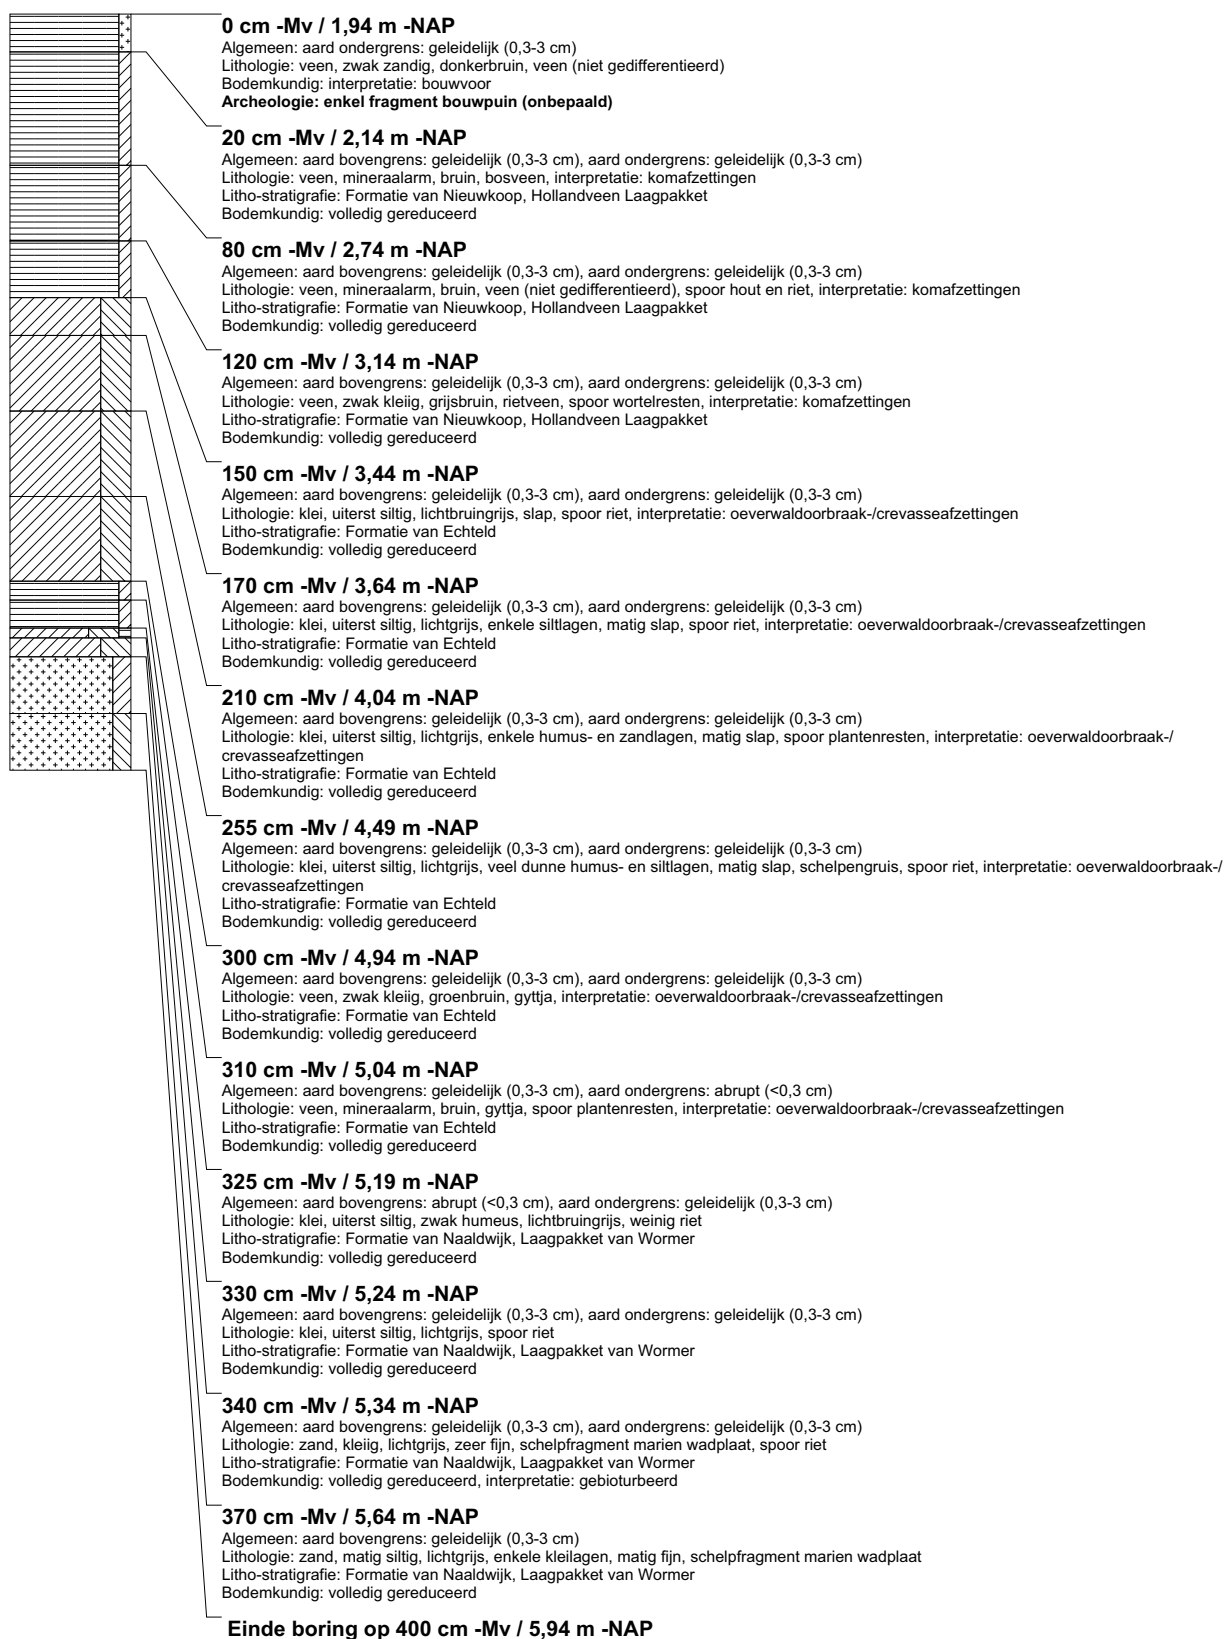 0 cm -Mv / 1,94 m -NAP
Algemeen: aard ondergrens: geleidelijk (0,3-3 cm)
Lithologie: veen, zwak zandig, donkerbruin, veen (niet gedifferentieerd)
Bodemkundig: interpretatie: bouwvoor
Archeologie: enkel fragment bouwpuin (onbepaald)
20 cm -Mv / 2,14 m -NAP
Algemeen: aard bovengrens: geleidelijk (0,3-3 cm), aard ondergrens: geleidelijk (0,3-3 cm)
Lithologie: veen, mineraalarm, bruin, bosveen, interpretatie: komafzettingen
Litho-stratigrafie: Formatie van Nieuwkoop, Hollandveen Laagpakket
Bodemkundig: volledig gereduceerd
80 cm -Mv / 2,74 m -NAP
Algemeen: aard bovengrens: geleidelijk (0,3-3 cm), aard ondergrens: geleidelijk (0,3-3 cm)
Lithologie: veen, mineraalarm, bruin, veen (niet gedifferentieerd), spoor hout en riet, interpretatie: komafzettingen
Litho-stratigrafie: Formatie van Nieuwkoop, Hollandveen Laagpakket
Bodemkundig: volledig gereduceerd
120 cm -Mv / 3,14 m -NAP
Algemeen: aard bovengrens: geleidelijk (0,3-3 cm), aard ondergrens: geleidelijk (0,3-3 cm)
Lithologie: veen, zwak kleiig, grijsbruin, rietveen, spoor wortelresten, interpretatie: komafzettingen
Litho-stratigrafie: Formatie van Nieuwkoop, Hollandveen Laagpakket
Bodemkundig: volledig gereduceerd
150 cm -Mv / 3,44 m -NAP
Algemeen: aard bovengrens: geleidelijk (0,3-3 cm), aard ondergrens: geleidelijk (0,3-3 cm)
Lithologie: klei, uiterst siltig, lichtbruingrijs, slap, spoor riet, interpretatie: oeverwaldoorbraak-/crevasseafzettingen
Litho-stratigrafie: Formatie van Echteld
Bodemkundig: volledig gereduceerd
170 cm -Mv / 3,64 m -NAP
Algemeen: aard bovengrens: geleidelijk (0,3-3 cm), aard ondergrens: geleidelijk (0,3-3 cm)
Lithologie: klei, uiterst siltig, lichtgrijs, enkele siltlagen, matig slap, spoor riet, interpretatie: oeverwaldoorbraak-/crevasseafzettingen
Litho-stratigrafie: Formatie van Echteld
Bodemkundig: volledig gereduceerd
210 cm -Mv / 4,04 m -NAP
Algemeen: aard bovengrens: geleidelijk (0,3-3 cm), aard ondergrens: geleidelijk (0,3-3 cm)
Lithologie: klei, uiterst siltig, lichtgrijs, enkele humus- en zandlagen, matig slap, spoor plantenresten, interpretatie: oeverwaldoorbraak-/
crevasseafzettingen
Litho-stratigrafie: Formatie van Echteld
Bodemkundig: volledig gereduceerd
255 cm -Mv / 4,49 m -NAP
Algemeen: aard bovengrens: geleidelijk (0,3-3 cm), aard ondergrens: geleidelijk (0,3-3 cm)
Lithologie: klei, uiterst siltig, lichtgrijs, veel dunne humus- en siltlagen, matig slap, schelpengruis, spoor riet, interpretatie: oeverwaldoorbraak-/
crevasseafzettingen
Litho-stratigrafie: Formatie van Echteld
Bodemkundig: volledig gereduceerd
300 cm -Mv / 4,94 m -NAP
Algemeen: aard bovengrens: geleidelijk (0,3-3 cm), aard ondergrens: geleidelijk (0,3-3 cm)
Lithologie: veen, zwak kleiig, groenbruin, gyttja, interpretatie: oeverwaldoorbraak-/crevasseafzettingen
Litho-stratigrafie: Formatie van Echteld
Bodemkundig: volledig gereduceerd
310 cm -Mv / 5,04 m -NAP
Algemeen: aard bovengrens: geleidelijk (0,3-3 cm), aard ondergrens: abrupt (<0,3 cm)
Lithologie: veen, mineraalarm, bruin, gyttja, spoor plantenresten, interpretatie: oeverwaldoorbraak-/crevasseafzettingen
Litho-stratigrafie: Formatie van Echteld
Bodemkundig: volledig gereduceerd
325 cm -Mv / 5,19 m -NAP
Algemeen: aard bovengrens: abrupt (<0,3 cm), aard ondergrens: geleidelijk (0,3-3 cm)
Lithologie: klei, uiterst siltig, zwak humeus, lichtbruingrijs, weinig riet
Litho-stratigrafie: Formatie van Naaldwijk, Laagpakket van Wormer
Bodemkundig: volledig gereduceerd
330 cm -Mv / 5,24 m -NAP
Algemeen: aard bovengrens: geleidelijk (0,3-3 cm), aard ondergrens: geleidelijk (0,3-3 cm)
Lithologie: klei, uiterst siltig, lichtgrijs, spoor riet
Litho-stratigrafie: Formatie van Naaldwijk, Laagpakket van Wormer
Bodemkundig: volledig gereduceerd
340 cm -Mv / 5,34 m -NAP
Algemeen: aard bovengrens: geleidelijk (0,3-3 cm), aard ondergrens: geleidelijk (0,3-3 cm)
Lithologie: zand, kleiig, lichtgrijs, zeer fijn, schelpfragment marien wadplaat, spoor riet
Litho-stratigrafie: Formatie van Naaldwijk, Laagpakket van Wormer
Bodemkundig: volledig gereduceerd, interpretatie: gebioturbeerd
370 cm -Mv / 5,64 m -NAP
Algemeen: aard bovengrens: geleidelijk (0,3-3 cm)
Lithologie: zand, matig siltig, lichtgrijs, enkele kleilagen, matig fijn, schelpfragment marien wadplaat
Litho-stratigrafie: Formatie van Naaldwijk, Laagpakket van Wormer
Bodemkundig: volledig gereduceerd
Einde boring op 400 cm -Mv / 5,94 m -NAP